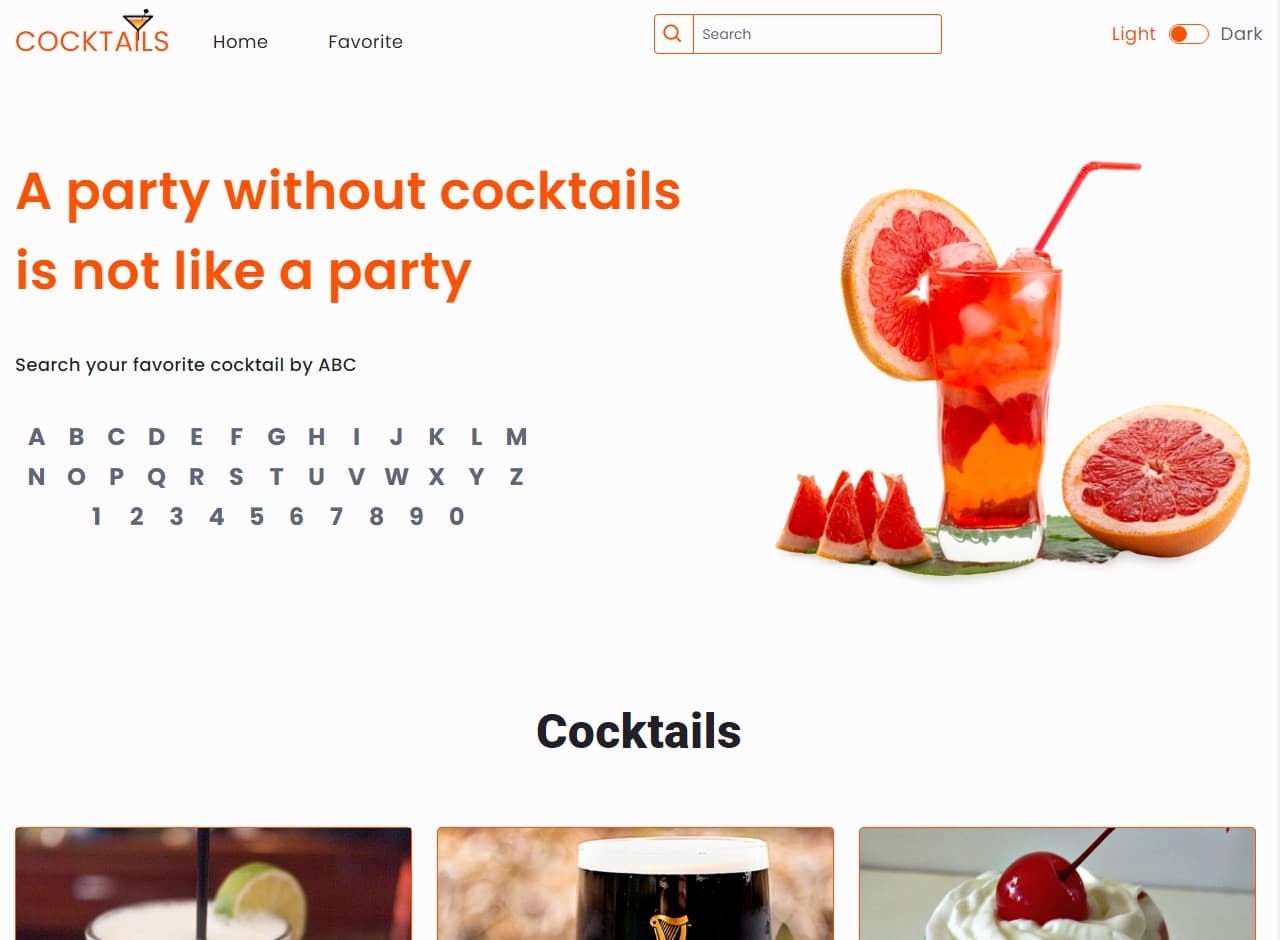 COCKTAILS Home Favorite Search Light Dark
A party without cocktails
is not like a party
Search your favorite cocktail by ABC
A B C D E F G H I J K L M
N O P Q R S T U V W X Y Z
1 2 3 4 5 6 7 8 9 0
Cocktails